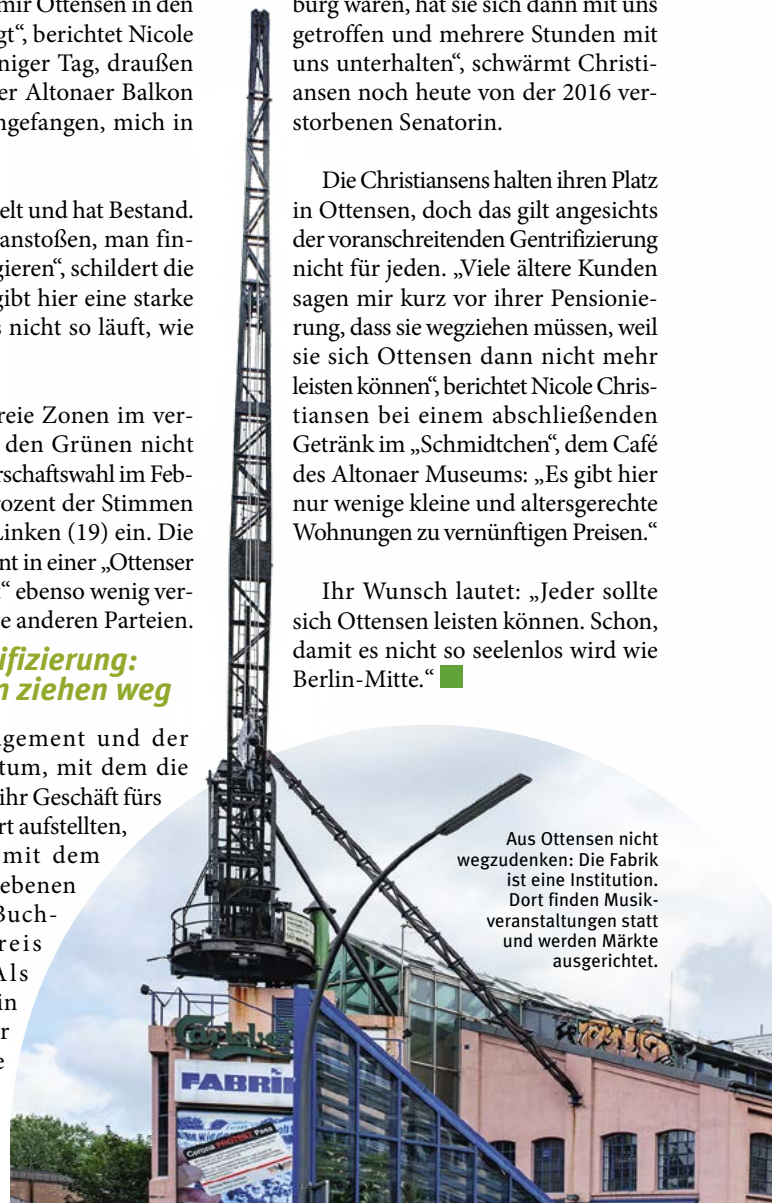 mir Ottensen in den
gt“, berichtet Nicole
niger Tag, draußen
er Altonaer Balkon
ngefangen, mich in
elt und hat Bestand.
anstoßen, man fin-
gieren“, schildert die
gibt hier eine starke
s nicht so läuft, wie
reie Zonen im ver-
den Grünen nicht
rschaftswahl im Feb-
rozent der Stimmen
Linken (19) ein. Die
nt in einer „Ottenser
“ ebenso wenig ver-
e anderen Parteien.
ifizierung:
n ziehen weg
gement und der
tum, mit dem die
ihr Geschäft fürs
rt aufstellten,
mit dem
ebenen
Buch-
reis
Als
in
r
e
burg waren, hat sie sich dann mit uns
getroffen und mehrere Stunden mit
uns unterhalten“, schwärmt Christi-
ansen noch heute von der 2016 ver-
storbenen Senatorin.
Die Christiansens halten ihren Platz
in Ottensen, doch das gilt angesichts
der voranschreitenden Gentrifizierung
nicht für jeden. „Viele ältere Kunden
sagen mir kurz vor ihrer Pensionie-
rung, dass sie wegziehen müssen, weil
sie sich Ottensen dann nicht mehr
leisten können“, berichtet Nicole Chris-
tiansen bei einem abschließenden
Getränk im „Schmidtchen“, dem Café
des Altonaer Museums: „Es gibt hier
nur wenige kleine und altersgerechte
Wohnungen zu vernünftigen Preisen.“
Ihr Wunsch lautet: „Jeder sollte
sich Ottensen leisten können. Schon,
damit es nicht so seelenlos wird wie
Berlin-Mitte.“
Aus Ottensen nicht
wegzudenken: Die Fabrik
ist eine Institution.
Dort finden Musik-
veranstaltungen statt
und werden Märkte
ausgerichtet.
Carlsbe
FABRIK
Corona PROTEST Pass